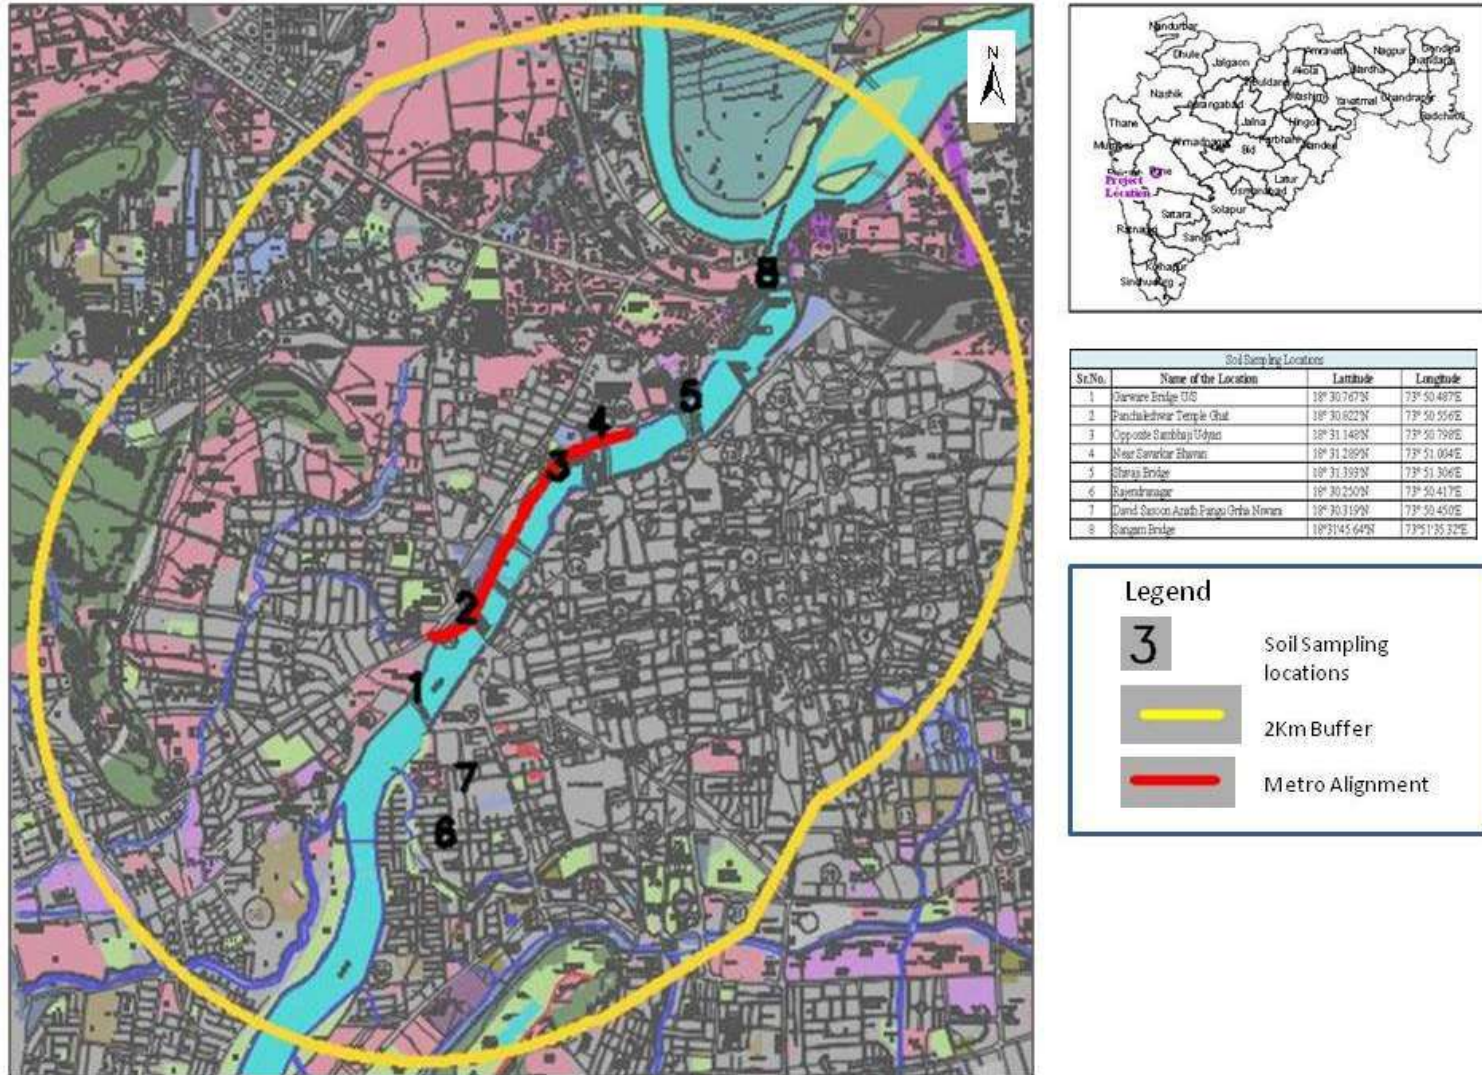 N
8
5
4
3
2
1
7
6
Nandurbar
Dhule
Jalgaon
Amravati
Nagpur
Gondia
Bhandara
Akola
Wardha
Nashik
Washim
Yavatmal
Chandrapur
Gadchiroli
Aurangabad
Jalna
Hingoli
Thane
Mumbai
Ahmadnagar
Bid
Parbhani
Nanded
Pune
Project
Location
Latur
Usmanabad
Solapur
Satara
Ratnagiri
Sangli
Kolhapur
Sindhudurg
Soil Sampling Locations
Sr.No. Name of the Location Lattitude Longitude
1 Garware Bridge U/S 18° 30.767'N 73° 50.487'E
2 Panchaleshwar Temple Ghat 18° 30.822'N 73° 50.556'E
3 Opposite Sambhaji Udyan 18° 31.148'N 73° 50.798'E
4 Near Savarkar Bhavan 18° 31.289'N 73° 51.004'E
5 Shivaji Bridge 18° 31.393'N 73° 51.306'E
6 Rajendranagar 18° 30.250'N 73° 50.417'E
7 David Sasoon Anath Pangu Griha Niwara 18° 30.319'N 73° 50.450'E
8 Sangam Bridge 18°31'45.64"N 73°51'35.32"E
Legend
3 Soil Sampling
locations
2Km Buffer
Metro Alignment